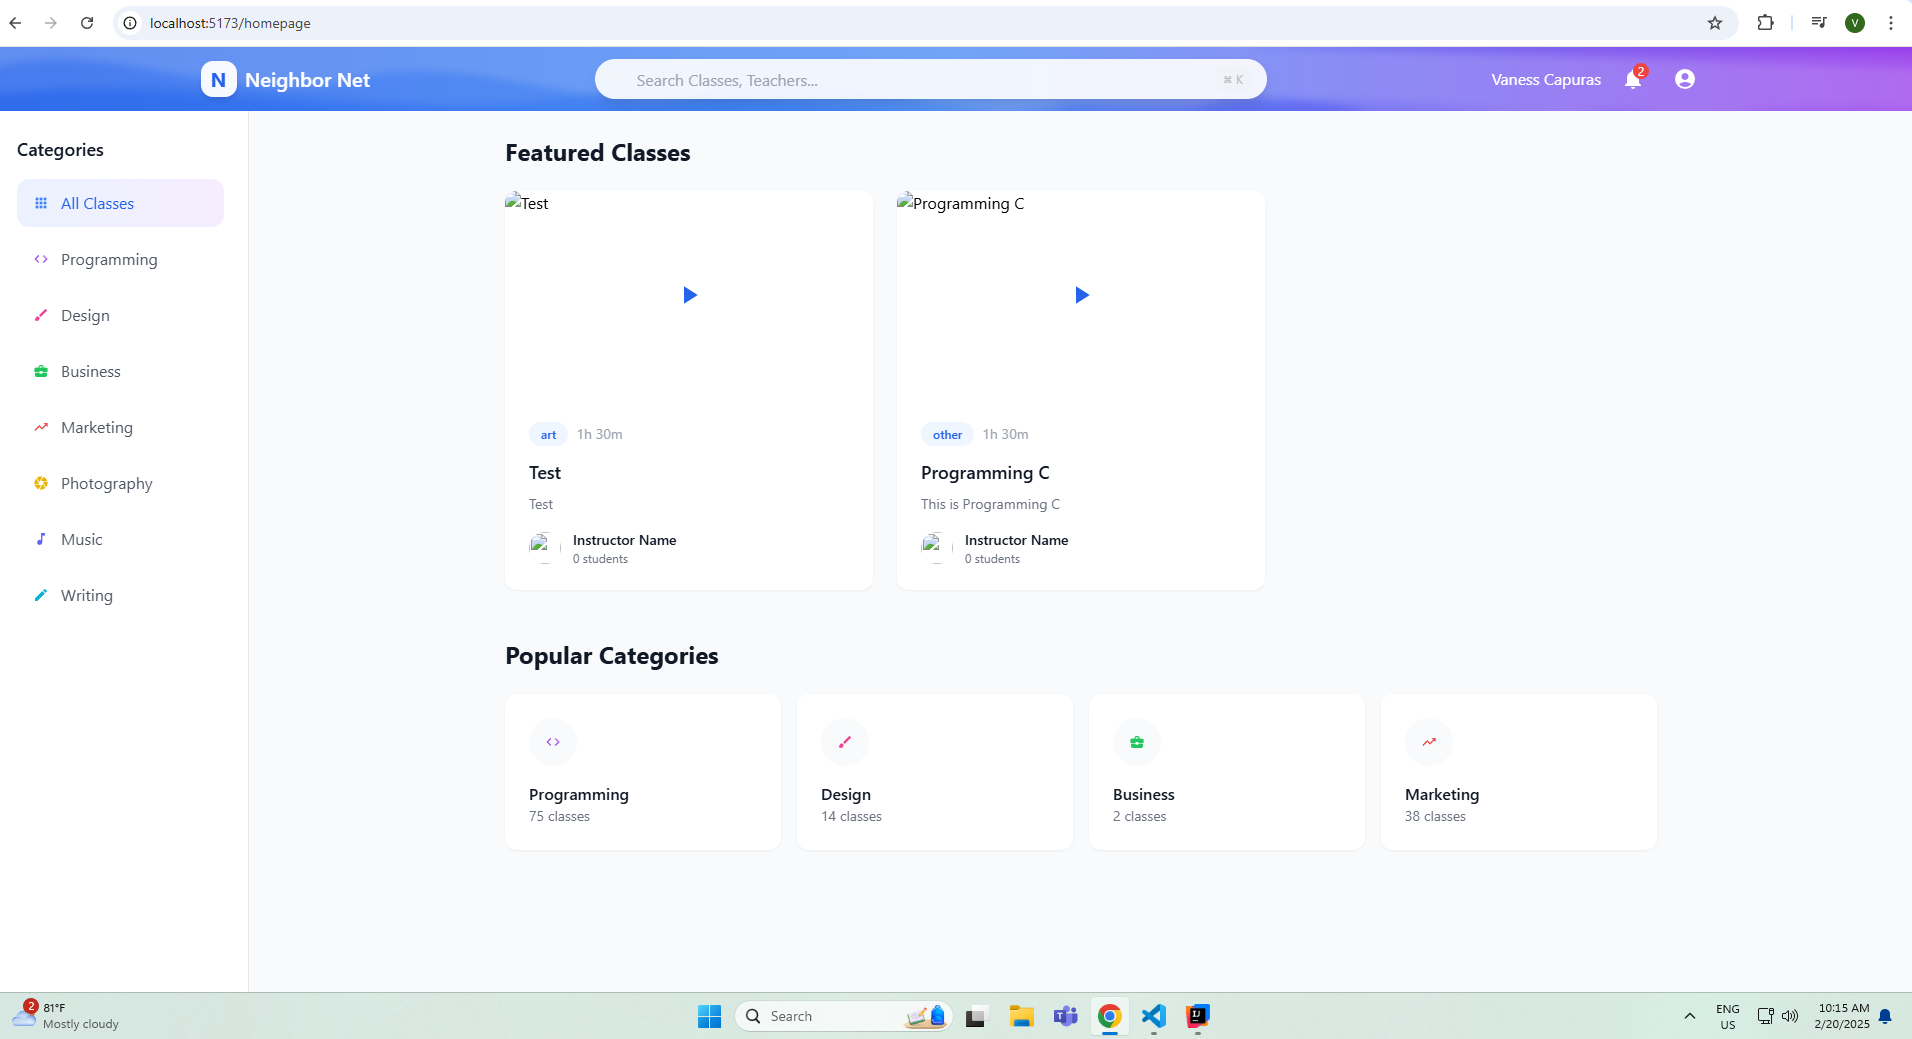 localhost:5173/homepage
V
N Neighbor Net
Search Classes, Teachers...
⌘ K
Vaness Capuras
2
Categories
All Classes
Programming
Design
Business
Marketing
Photography
Music
Writing
Featured Classes
Test
Programming C
art 1h 30m
Test
Test
Instructor Name
0 students
other 1h 30m
Programming C
This is Programming C
Instructor Name
0 students
Popular Categories
Programming
75 classes
Design
14 classes
Business
2 classes
Marketing
38 classes
2
81°F
Mostly cloudy
Search
ENG
US
10:15 AM
2/20/2025